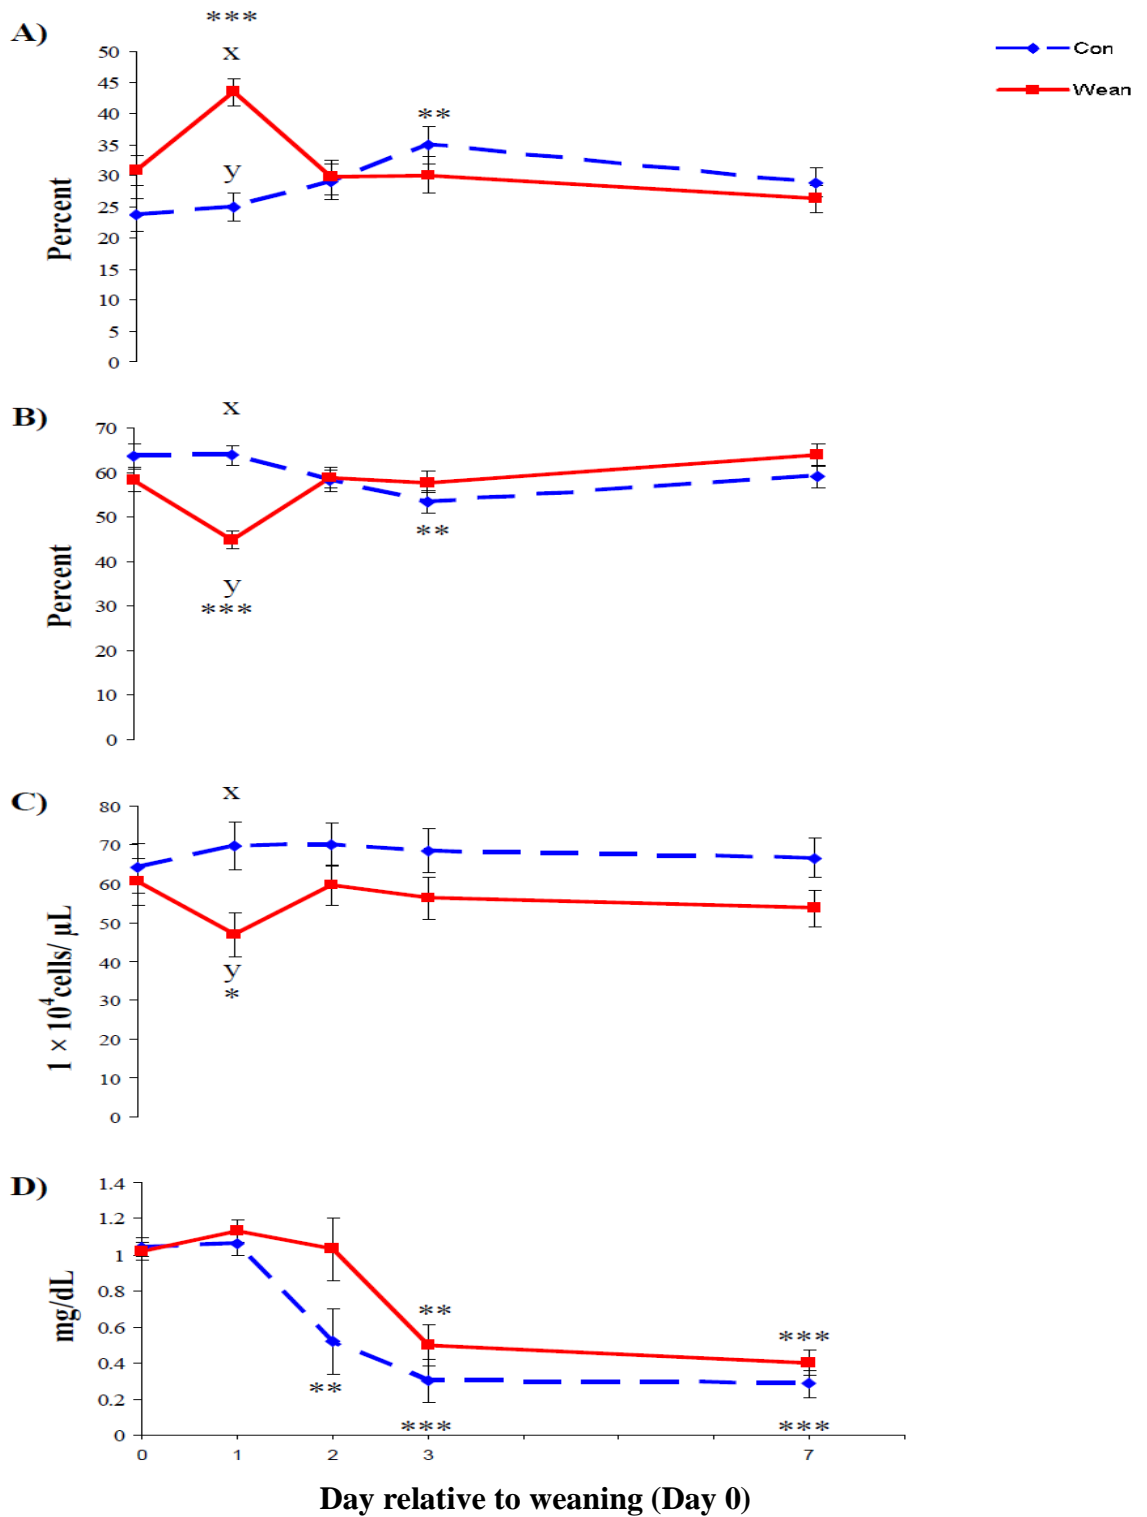 A)
***
x
y
**
50
45
40
35
30
25
20
15
10
5
0
Percent
Con
Wean
B)
x
70
60
50
40
30
20
10
0
Percent
**
y
***
C)
x
80
70
60
50
40
30
20
10
0
1 × 10⁴cells/ µL
y
*
D)
1.4
1.2
1
0.8
0.6
0.4
0.2
0
mg/dL
**
***
**
***
***
0 1 2 3 7
Day relative to weaning (Day 0)